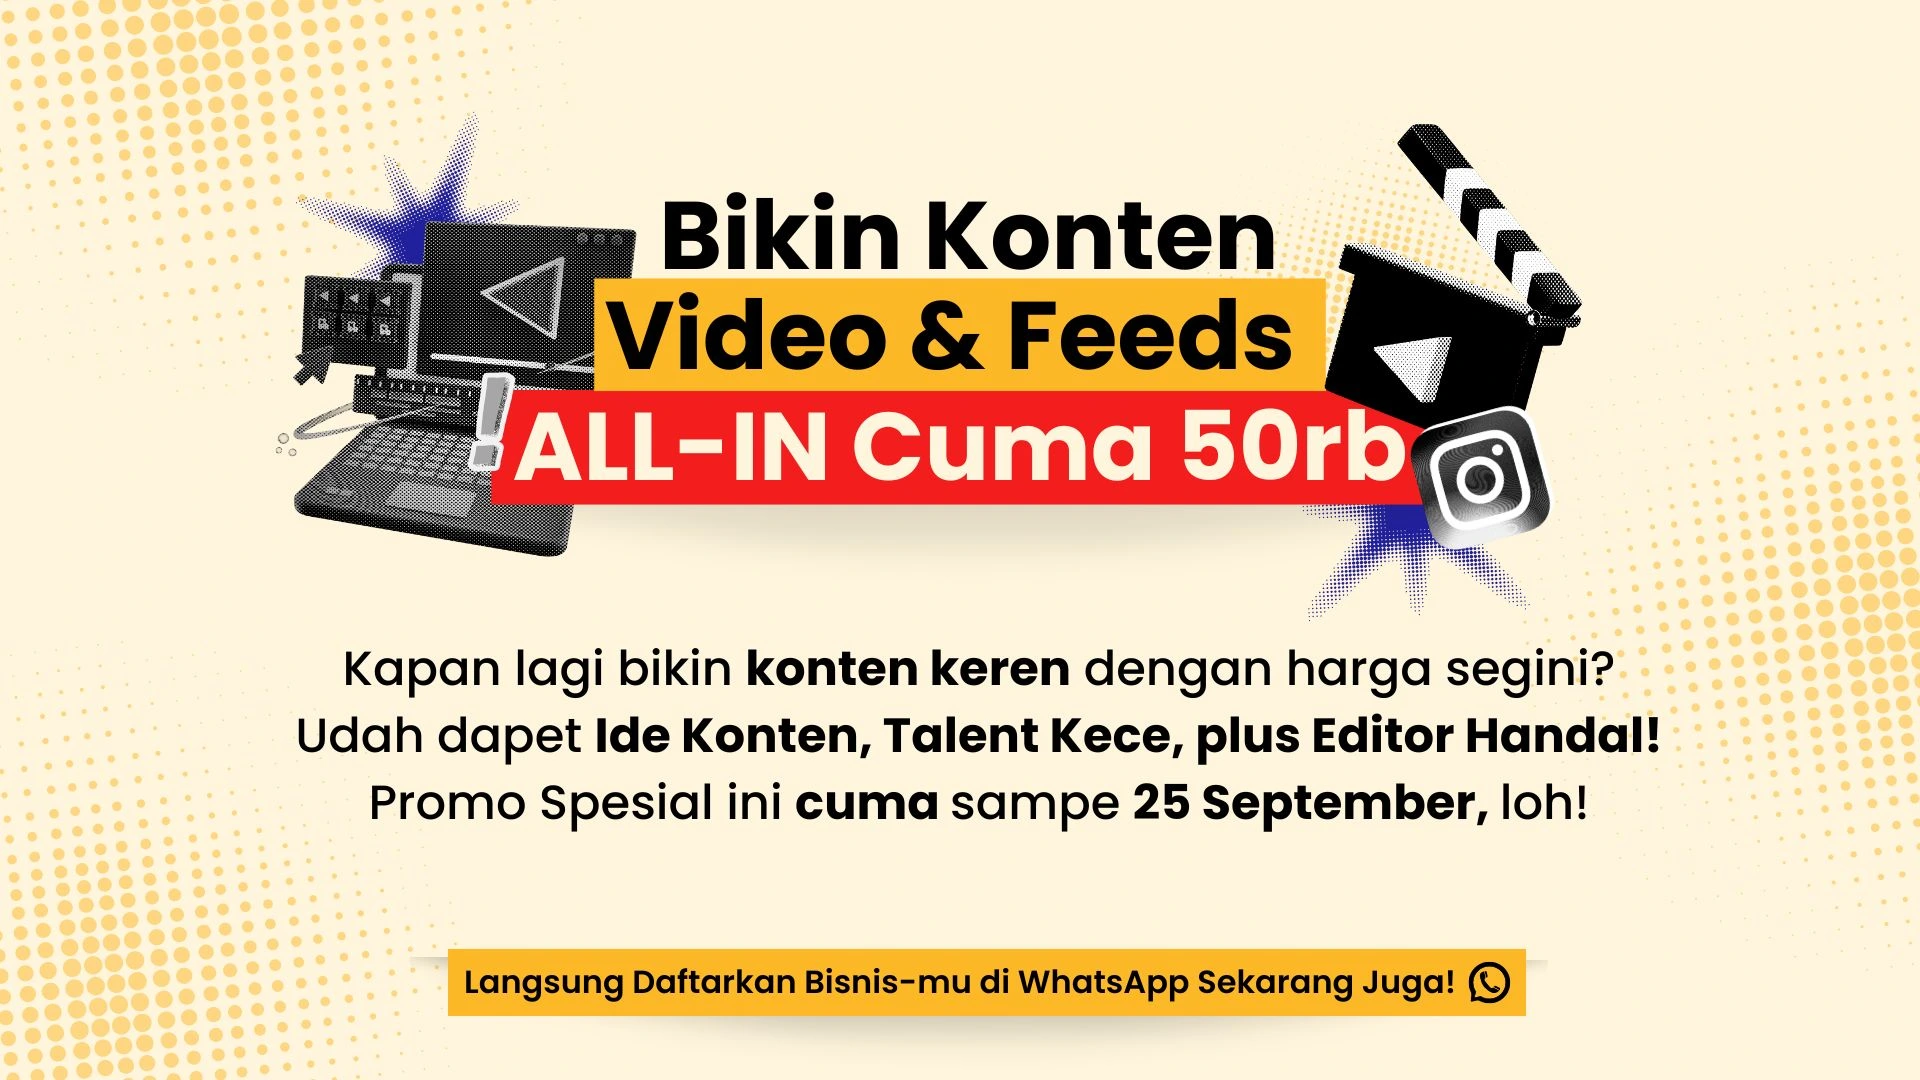 Bikin Konten
Video & Feeds
ALL-IN Cuma 50rb
Kapan lagi bikin konten keren dengan harga segini?
Udah dapet Ide Konten, Talent Kece, plus Editor Handal!
Promo Spesial ini cuma sampe 25 September, loh!
Langsung Daftarkan Bisnis-mu di WhatsApp Sekarang Juga!